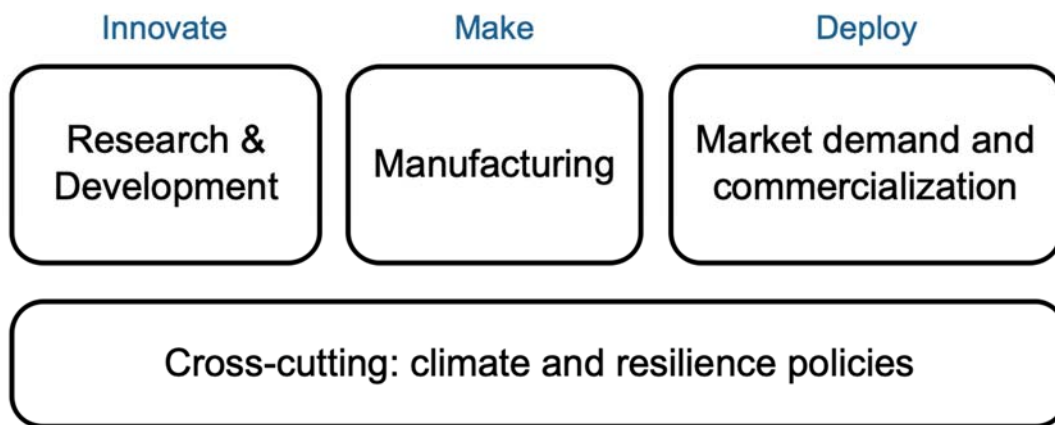 Innovate
Make
Deploy
Research &
Development
Manufacturing
Market demand and
commercialization
Cross-cutting: climate and resilience policies